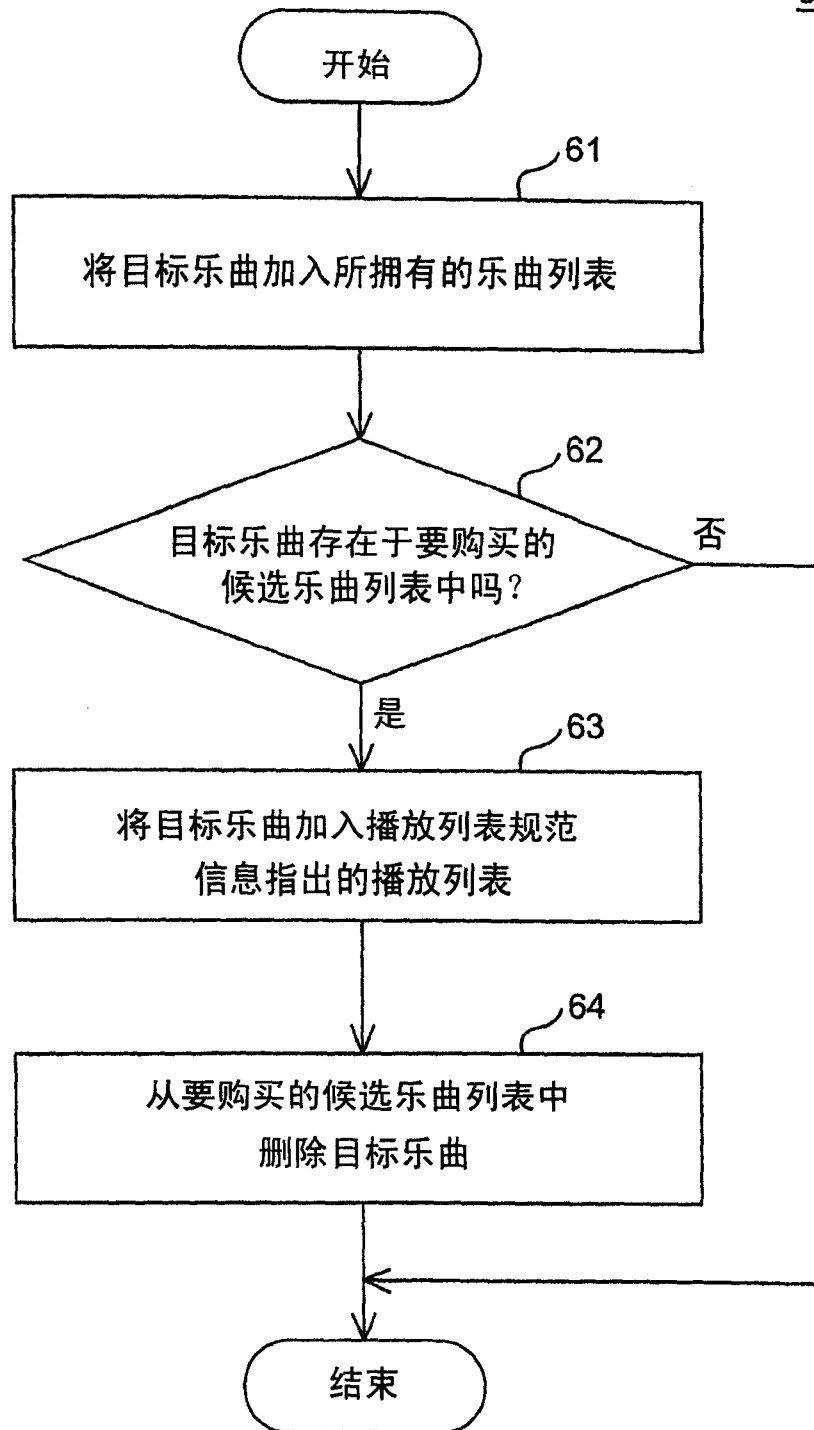 开始
61
将目标乐曲加入所拥有的乐曲列表
62
目标乐曲存在于要购买的
候选乐曲列表中吗?
否
是
63
将目标乐曲加入播放列表规范
信息指出的播放列表
64
从要购买的候选乐曲列表中
删除目标乐曲
结束